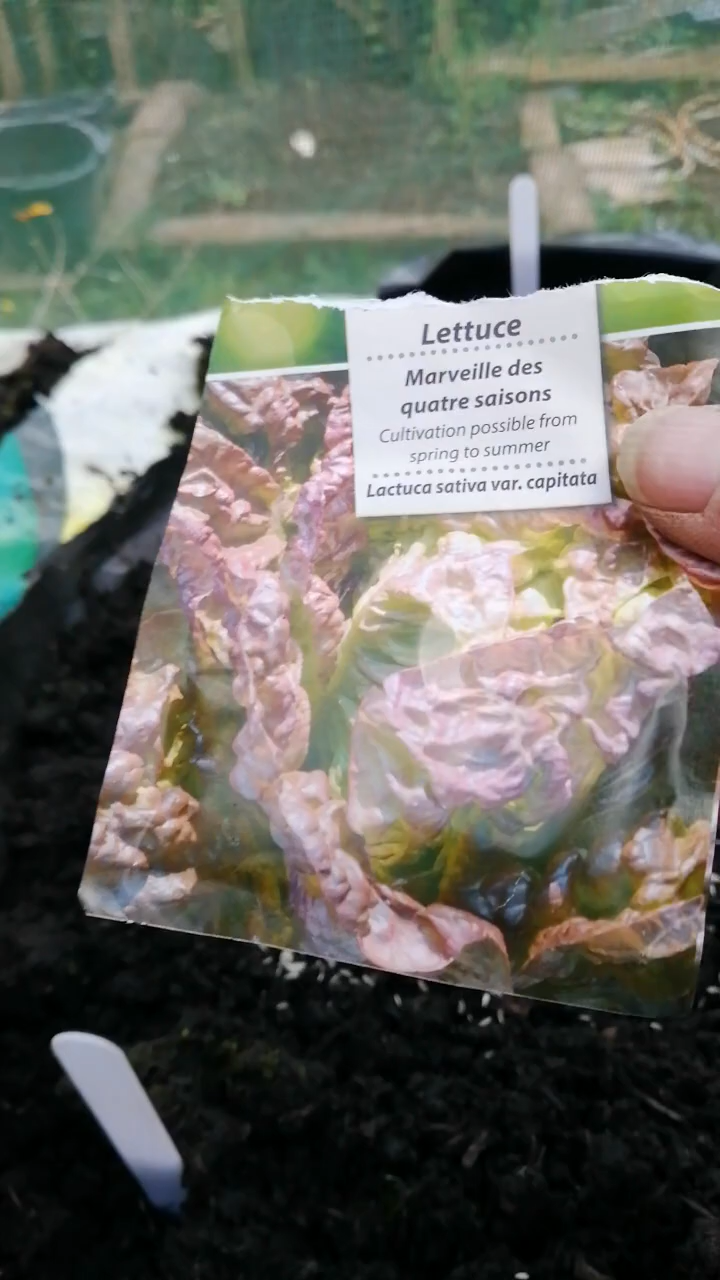 Lettuce
Marveille des
quatre saisons
Cultivation possible from
spring to summer
Lactuca sativa var. capitata